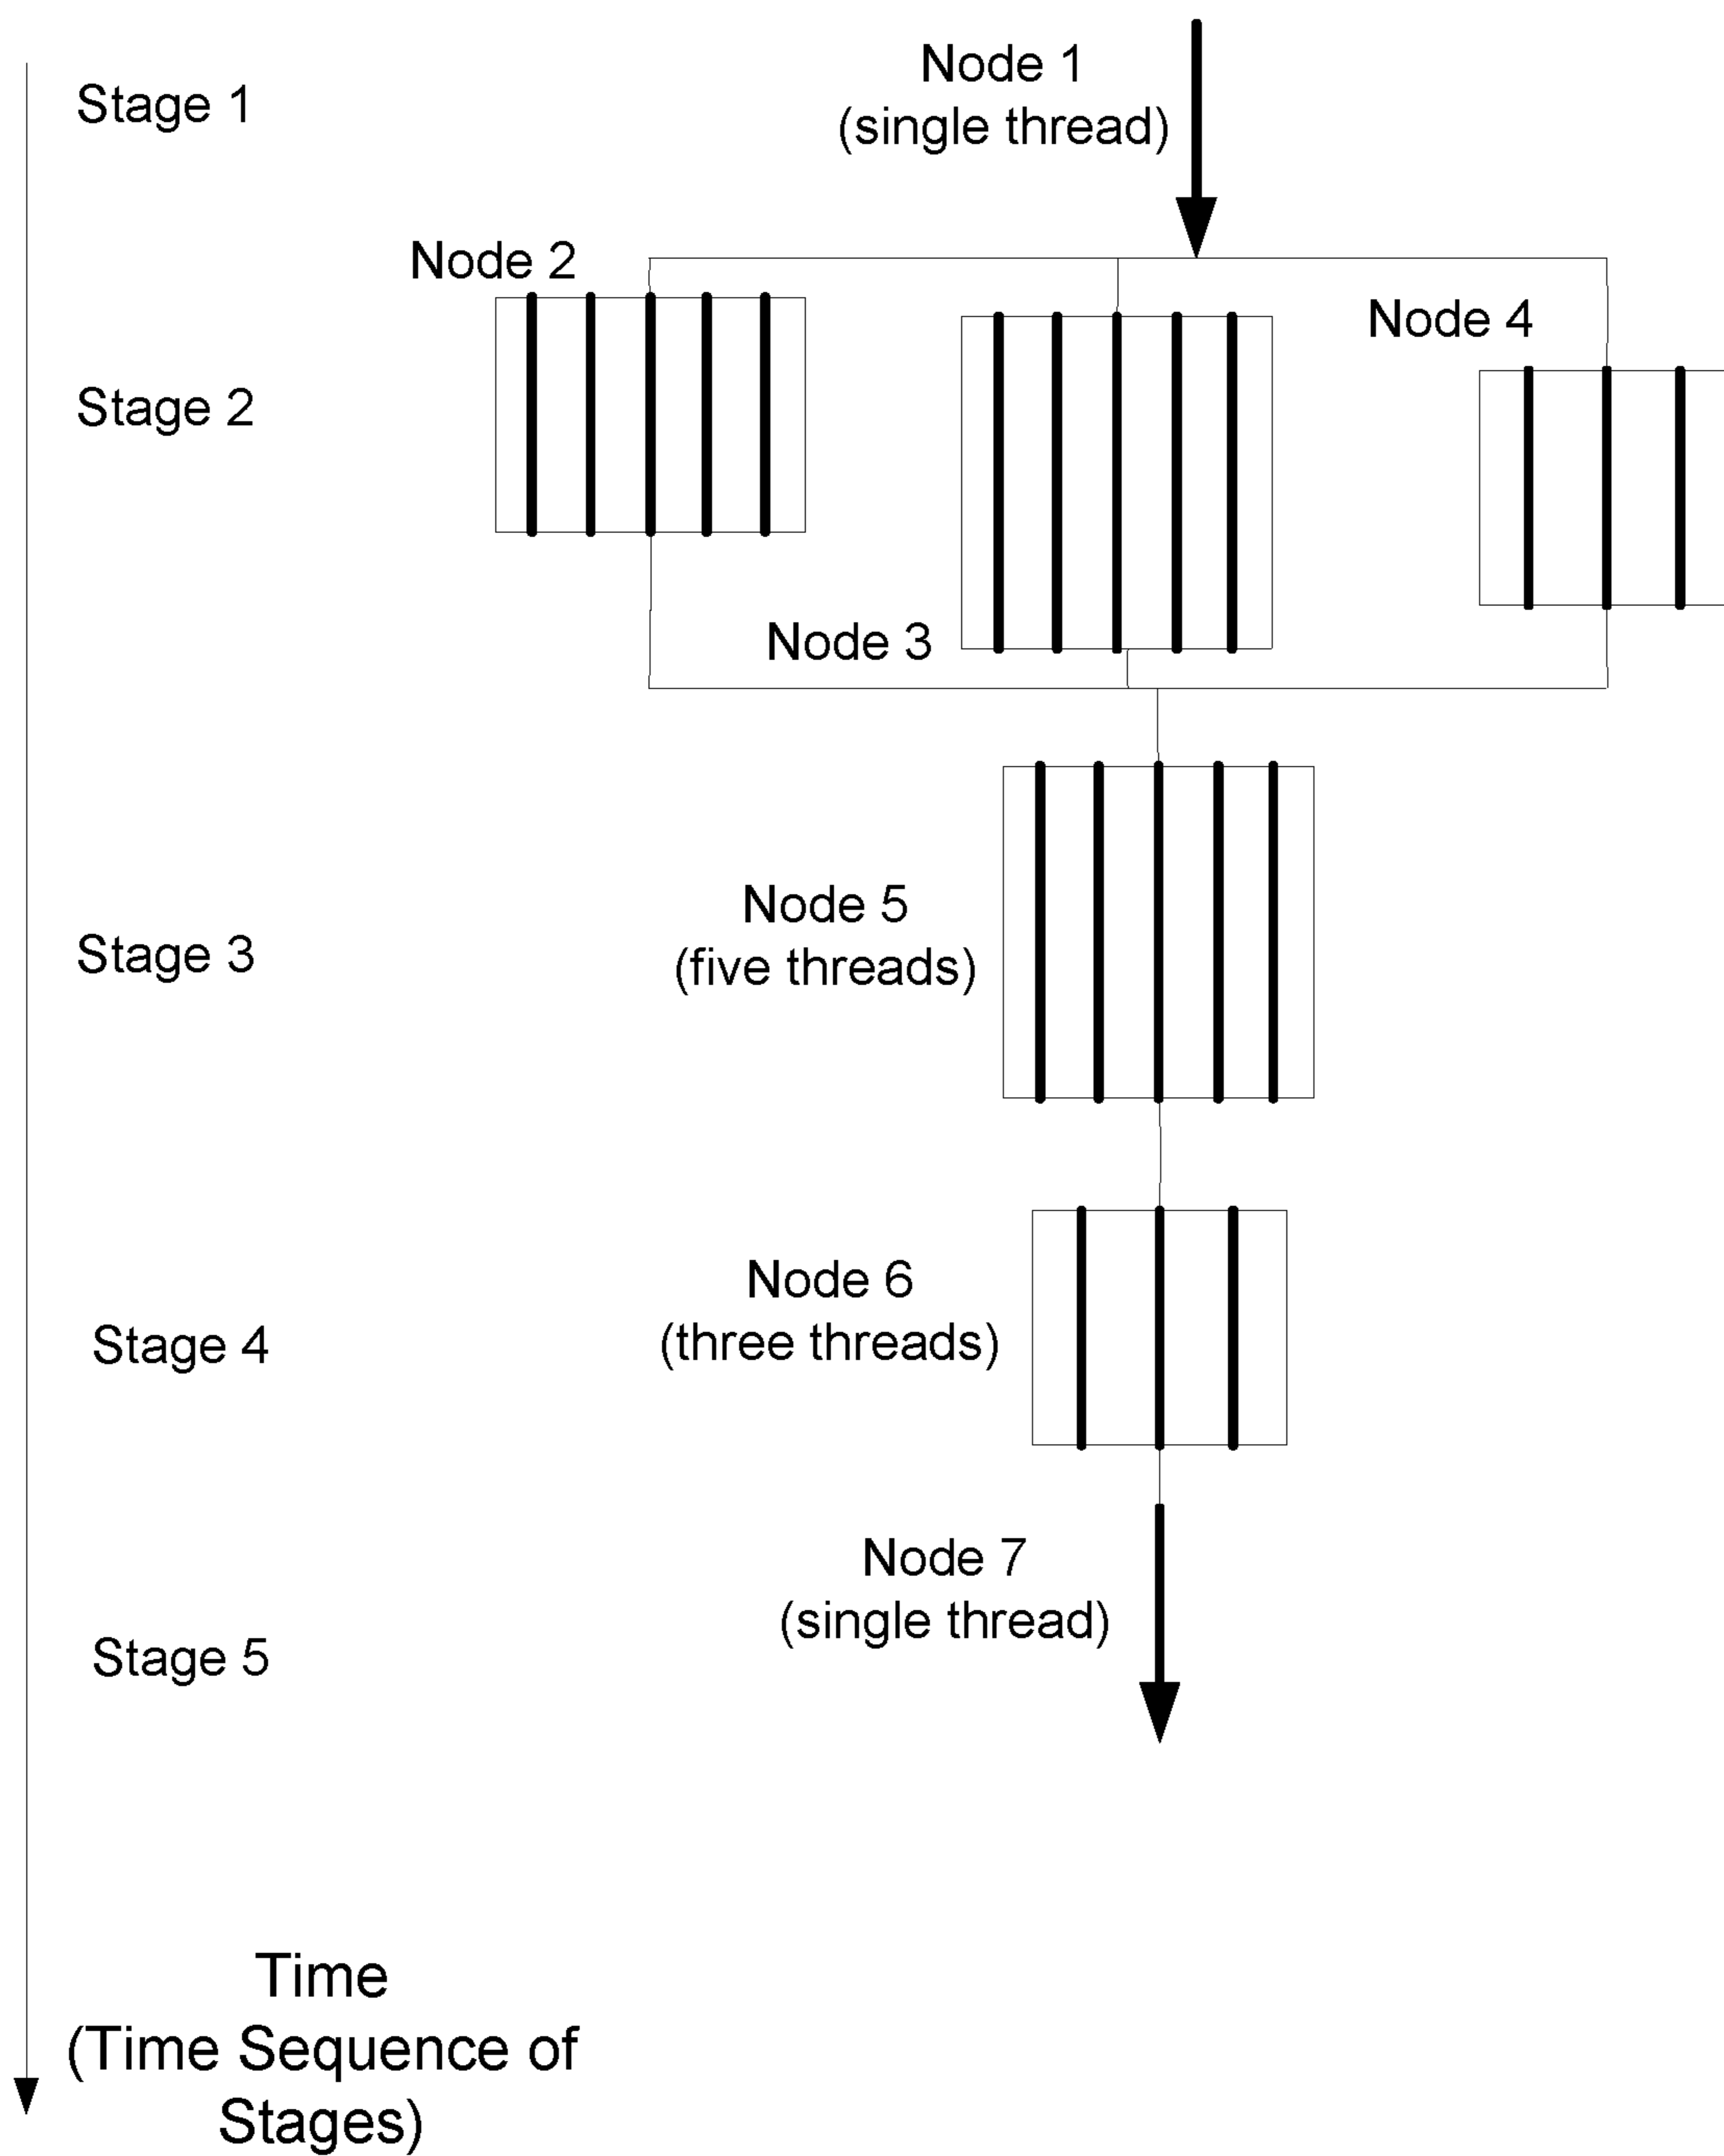 Node 1
(single thread)
Stage 1
Node 2
Node 4
Stage 2
Node 3
Node 5
(five threads)
Stage 3
Node 6
(three threads)
Stage 4
Node 7
(single thread)
Stage 5
Time
(Time Sequence of
Stages)